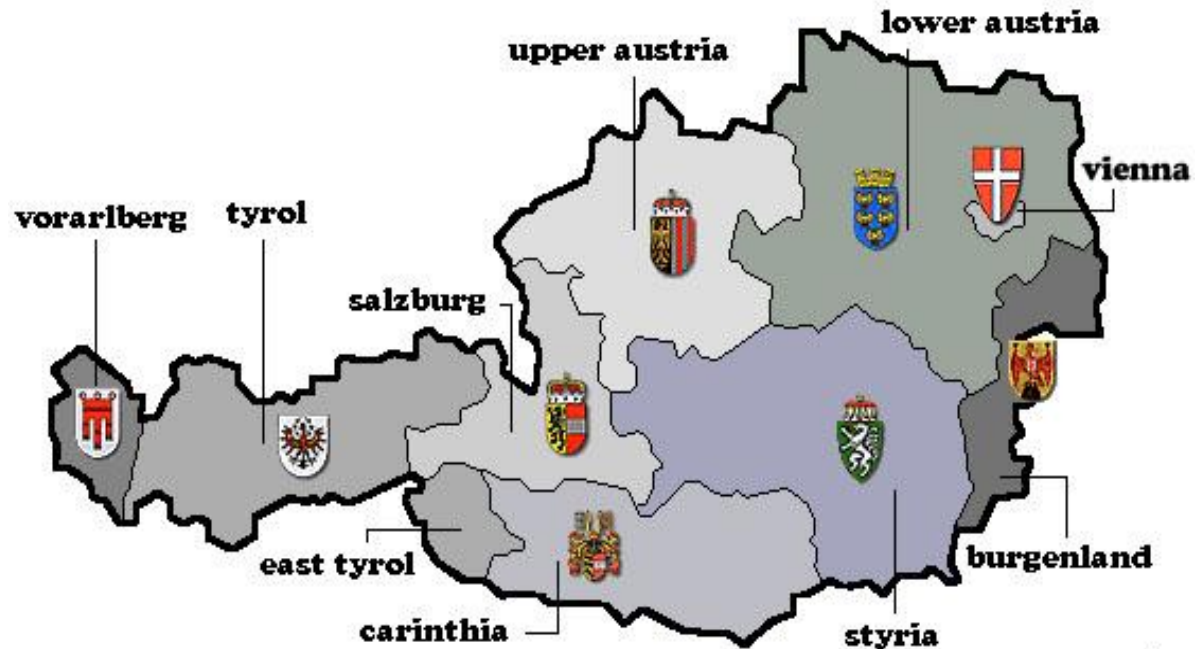 lower austria
upper austria
vienna
vorarlberg
tyrol
salzburg
east tyrol
burgenland
carinthia
styria